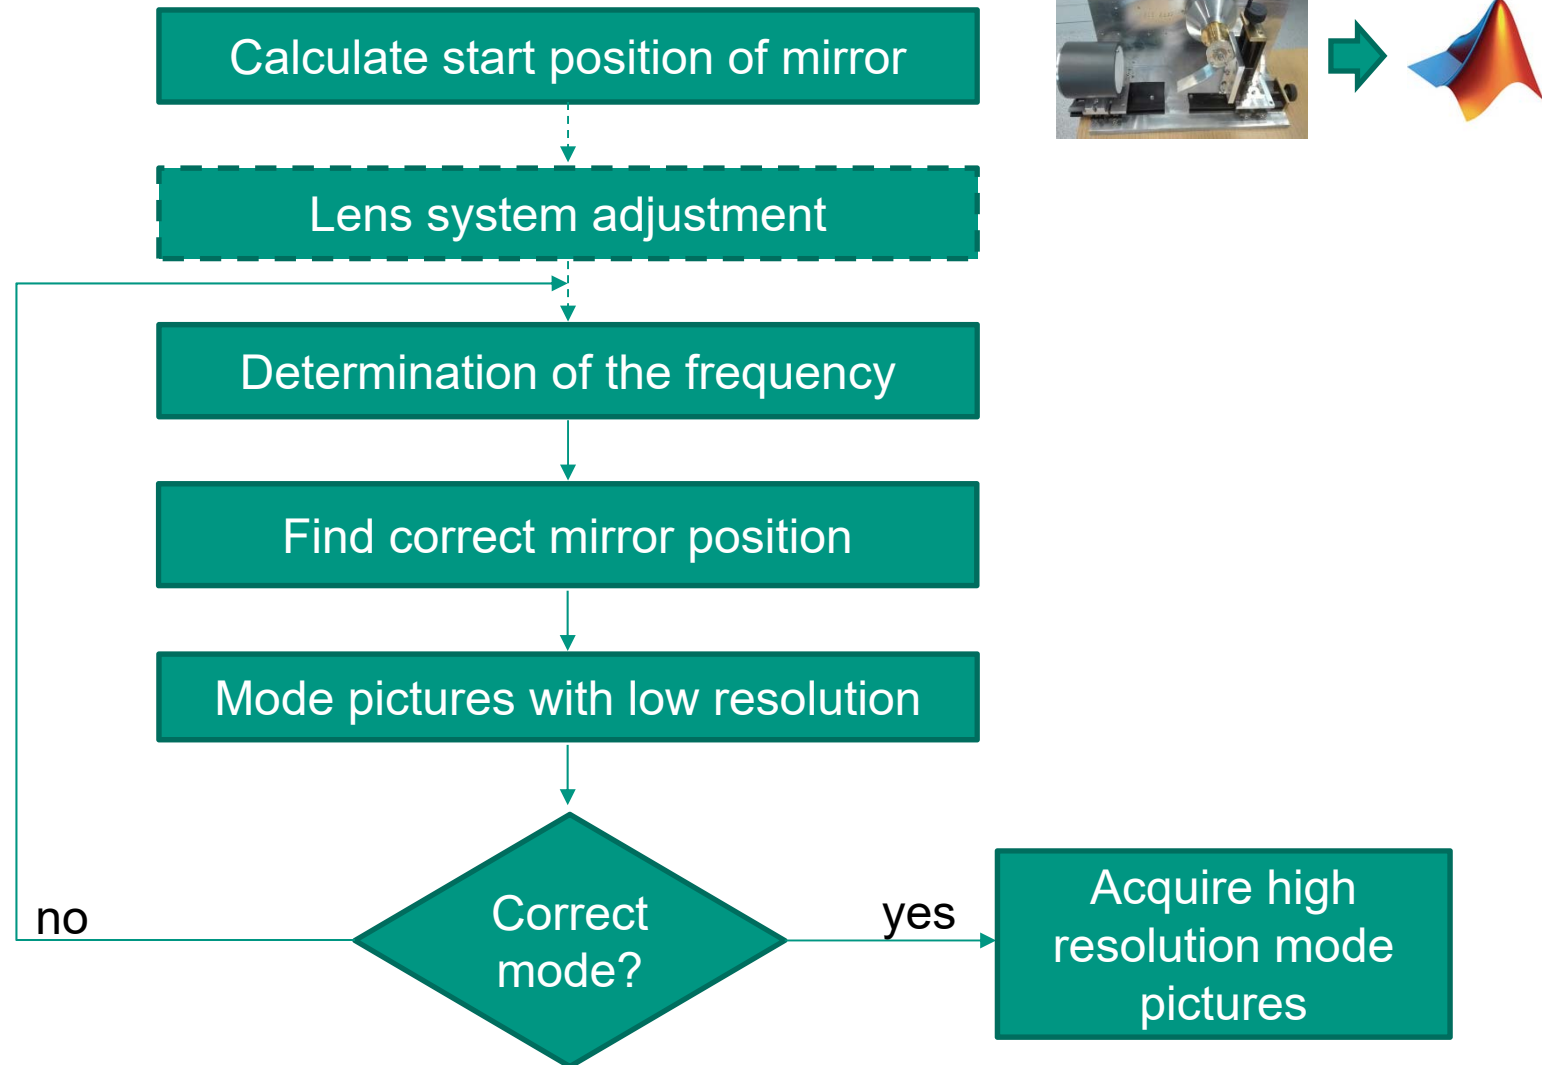 Calculate start position of mirror
Lens system adjustment
Determination of the frequency
Find correct mirror position
Mode pictures with low resolution
Correct
mode?
no
yes
Acquire high
resolution mode
pictures